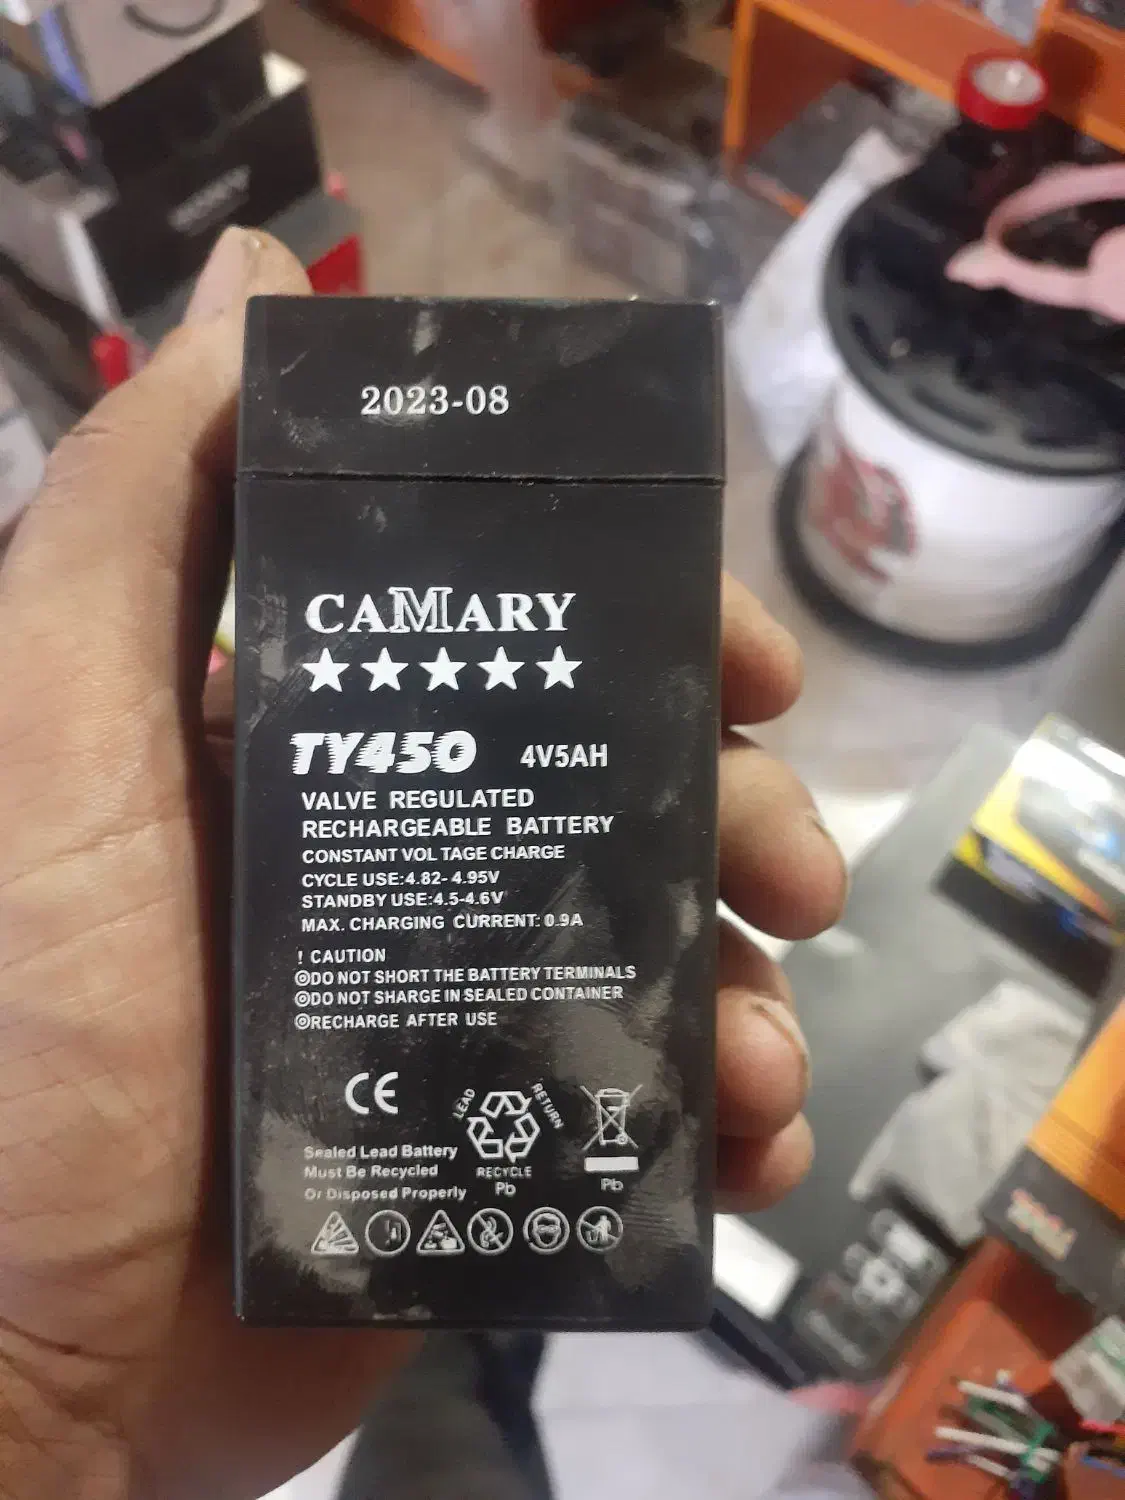 2023-08
CAMARY
★★★★★
TY450 4V5AH
VALVE REGULATED
RECHARGEABLE BATTERY
CONSTANT VOL TAGE CHARGE
CYCLE USE:4.82-4.95V
STANDBY USE:4.5-4.6V
MAX. CHARGING CURRENT: 0.9A
! CAUTION
◎DO NOT SHORT THE BATTERY TERMINALS
◎DO NOT SHARGE IN SEALED CONTAINER
◎RECHARGE AFTER USE
CE
LEAD RETURN
RECYCLE
Pb
Pb
Sealed Lead Battery
Must Be Recycled
Or Disposed Properly